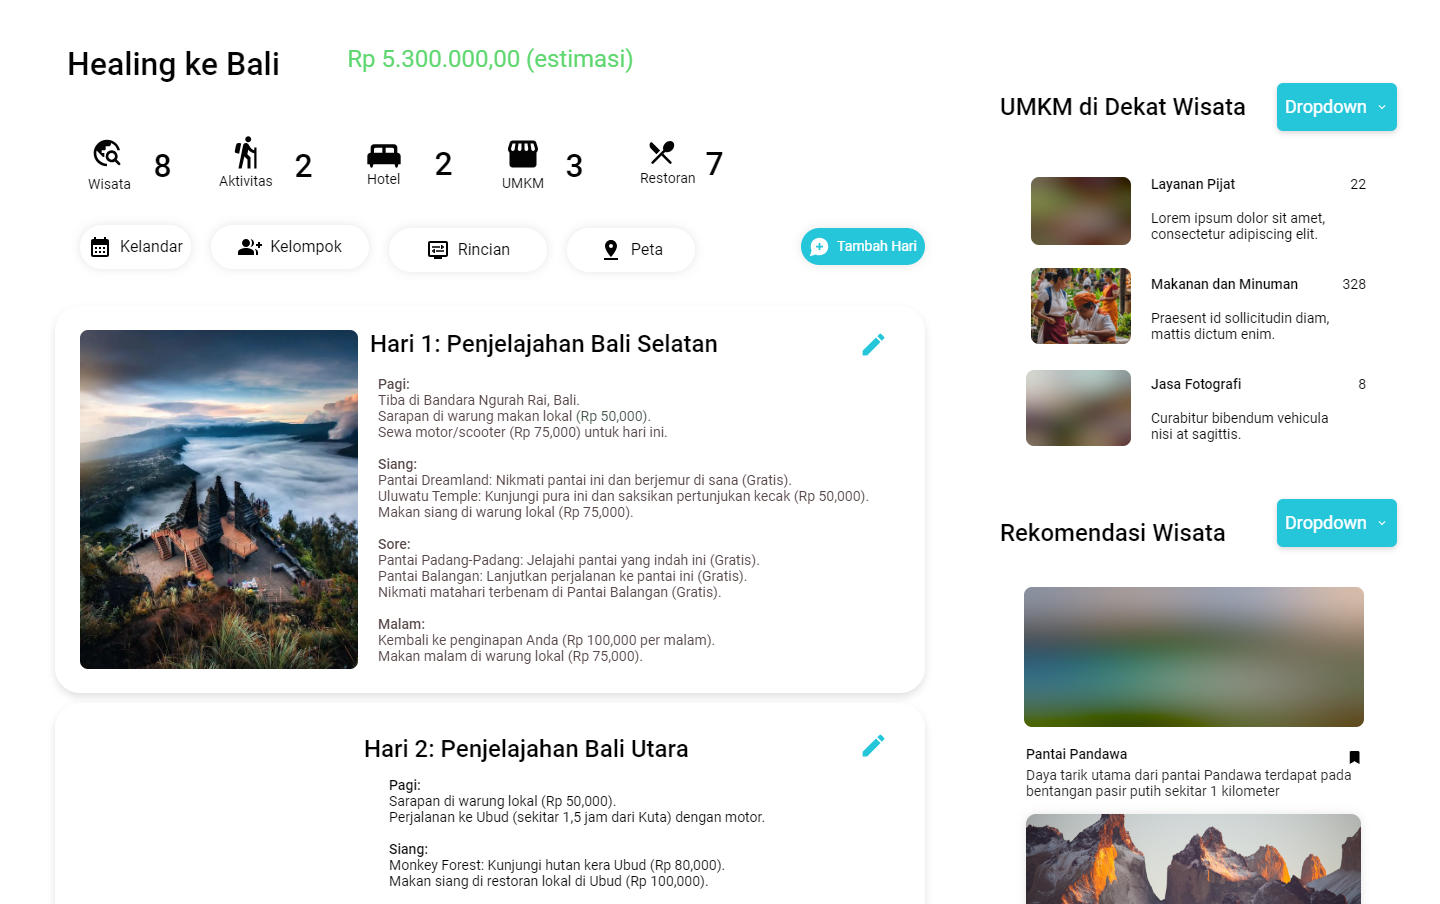 Healing ke Bali
Rp 5.300.000,00 (estimasi)
Wisata
8
Aktivitas
2
Hotel
2
UMKM
3
Restoran
7
Kelandar
Kelompok
Rincian
Peta
Tambah Hari
Hari 1: Penjelajahan Bali Selatan
Pagi:
Tiba di Bandara Ngurah Rai, Bali.
Sarapan di warung makan lokal (Rp 50,000).
Sewa motor/scooter (Rp 75,000) untuk hari ini.
Siang:
Pantai Dreamland: Nikmati pantai ini dan berjemur di sana (Gratis).
Uluwatu Temple: Kunjungi pura ini dan saksikan pertunjukan kecak (Rp 50,000).
Makan siang di warung lokal (Rp 75,000).
Sore:
Pantai Padang-Padang: Jelajahi pantai yang indah ini (Gratis).
Pantai Balangan: Lanjutkan perjalanan ke pantai ini (Gratis).
Nikmati matahari terbenam di Pantai Balangan (Gratis).
Malam:
Kembali ke penginapan Anda (Rp 100,000 per malam).
Makan malam di warung lokal (Rp 75,000).
Hari 2: Penjelajahan Bali Utara
Pagi:
Sarapan di warung lokal (Rp 50,000).
Perjalanan ke Ubud (sekitar 1,5 jam dari Kuta) dengan motor.
Siang:
Monkey Forest: Kunjungi hutan kera Ubud (Rp 80,000).
Makan siang di restoran lokal di Ubud (Rp 100,000).
UMKM di Dekat Wisata
Dropdown
Layanan Pijat
22
Lorem ipsum dolor sit amet,
consectetur adipiscing elit.
Makanan dan Minuman
328
Praesent id sollicitudin diam,
mattis dictum enim.
Jasa Fotografi
8
Curabitur bibendum vehicula
nisi at sagittis.
Rekomendasi Wisata
Dropdown
Pantai Pandawa
Daya tarik utama dari pantai Pandawa terdapat pada
bentangan pasir putih sekitar 1 kilometer